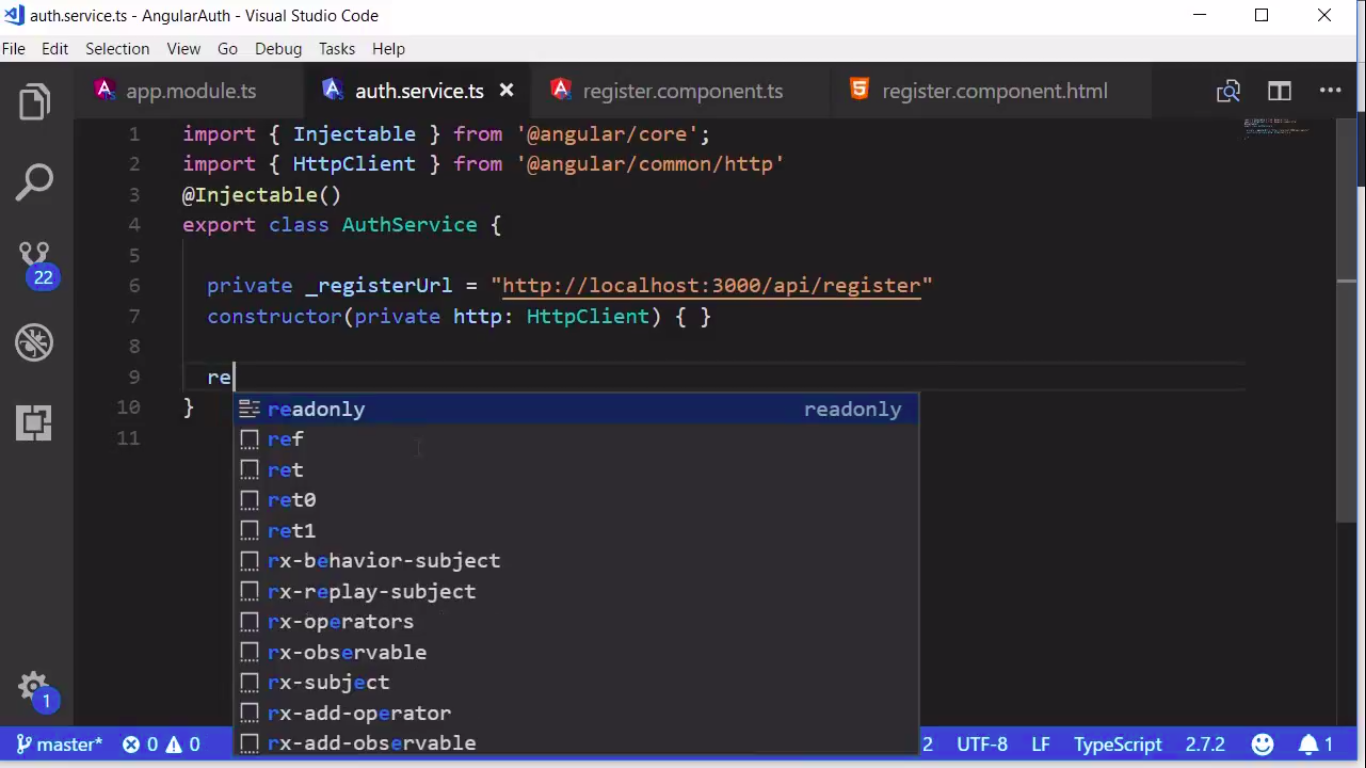 auth.service.ts - AngularAuth - Visual Studio Code
File Edit Selection View Go Debug Tasks Help
app.module.ts auth.service.ts register.component.ts register.component.html
1 import { Injectable } from '@angular/core';
2 import { HttpClient } from '@angular/common/http'
3 @Injectable()
4 export class AuthService {
5
6 private _registerUrl = "http://localhost:3000/api/register"
7 constructor(private http: HttpClient) { }
8
9 re
10 }
11
readonly readonly
ref
ret
ret0
ret1
rx-behavior-subject
rx-replay-subject
rx-operators
rx-observable
rx-subject
rx-add-operator
rx-add-observable
22
1
master* 0 0 2 UTF-8 LF TypeScript 2.7.2 1